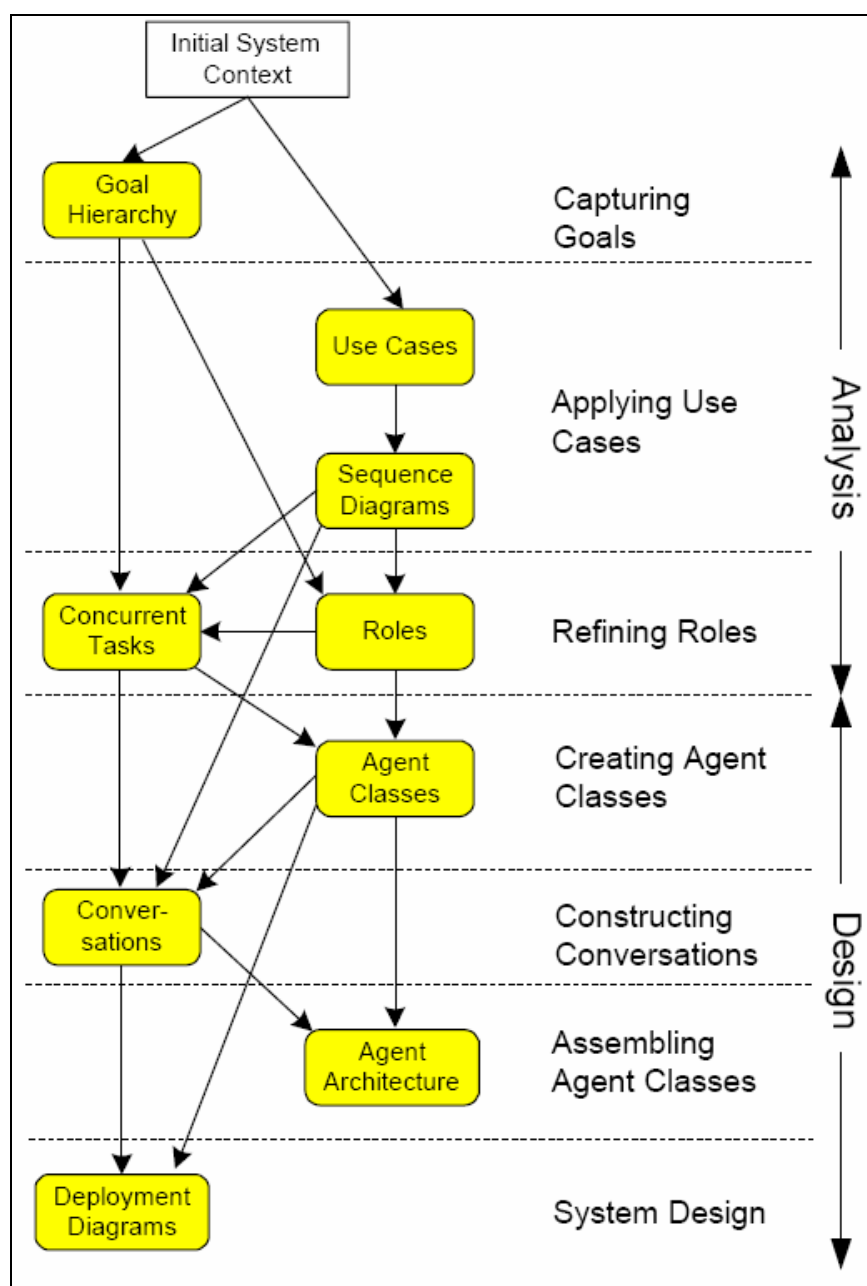 Initial System
Context
Goal
Hierarchy
Capturing
Goals
Use Cases
Applying Use
Cases
Sequence
Diagrams
Analysis
Concurrent
Tasks
Roles
Refining Roles
Agent
Classes
Creating Agent
Classes
Conver-
sations
Constructing
Conversations
Design
Agent
Architecture
Assembling
Agent Classes
Deployment
Diagrams
System Design